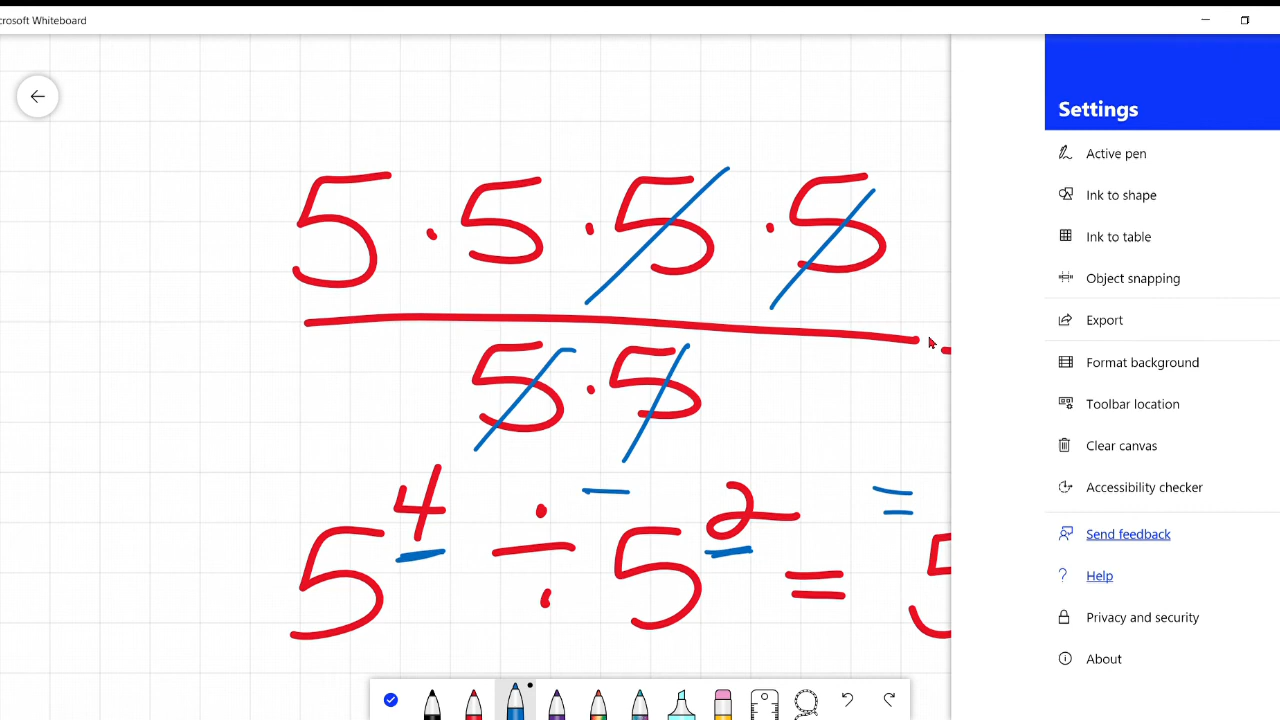 crosoft Whiteboard
Settings
Active pen
Ink to shape
Ink to table
Object snapping
Export
Format background
Toolbar location
Clear canvas
Accessibility checker
Send feedback
Help
Privacy and security
About
5 · 5 · 5 · 5
5 · 5
5⁴ ÷ 5² = 5
− =